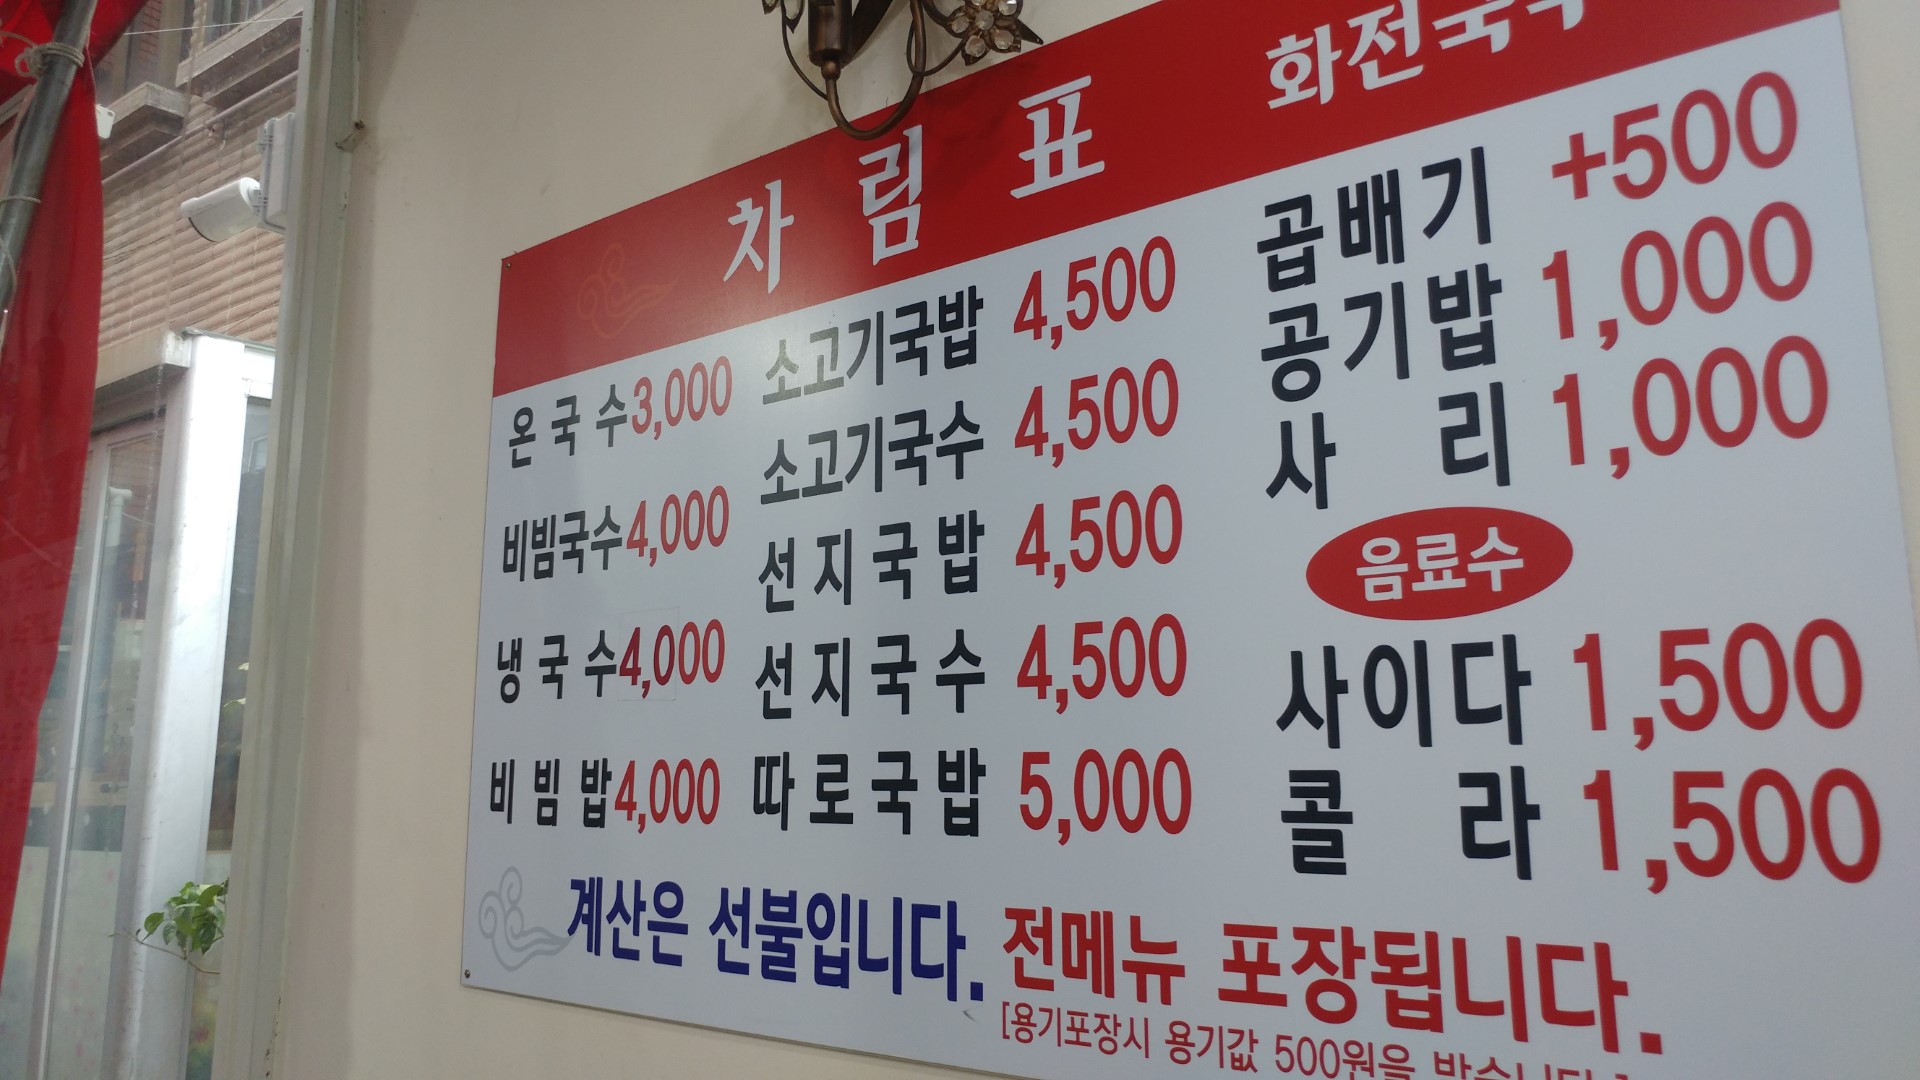 차림표 화전국수
온국수 3,000
비빔국수 4,000
냉국수 4,000
비빔밥 4,000
소고기국밥 4,500
소고기국수 4,500
선지국밥 4,500
선지국수 4,500
따로국밥 5,000
곱배기 +500
공기밥 1,000
사리 1,000
음료수
사이다 1,500
콜라 1,500
계산은 선불입니다. 전메뉴 포장됩니다.
[용기포장시 용기값 500원을 받습니다.]